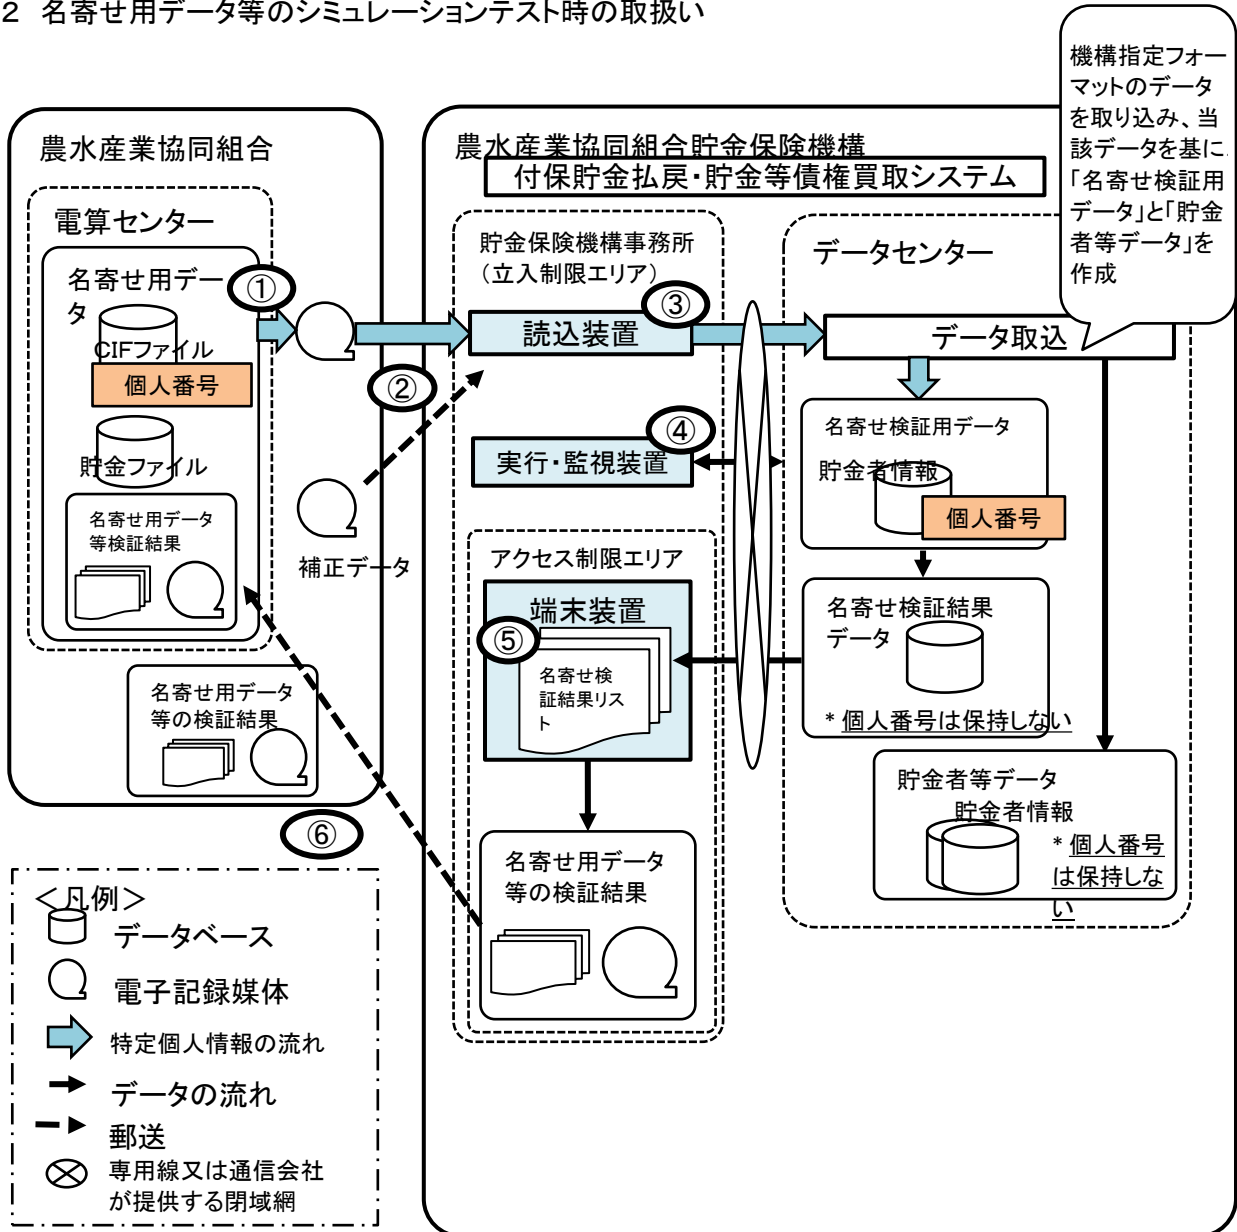 2 名寄せ用データ等のシミュレーションテスト時の取扱い
機構指定フォー
マットのデータ
を取り込み、当
該データを基に、
「名寄せ検証用
データ」と「貯金
者等データ」を
作成
農水産業協同組合
電算センター
名寄せ用デー
タ
①
CIFファイル
個人番号
貯金ファイル
名寄せ用データ
等検証結果
名寄せ用データ
等の検証結果
②
補正データ
⑥
農水産業協同組合貯金保険機構
付保貯金払戻・貯金等債権買取システム
貯金保険機構事務所
（立入制限エリア）
③
読込装置
④
実行・監視装置
アクセス制限エリア
端末装置
⑤
名寄せ検
証結果リス
ト
名寄せ用データ
等の検証結果
データセンター
データ取込
名寄せ検証用データ
貯金者情報
個人番号
名寄せ検証結果
データ
* 個人番号は保持しない
貯金者等データ
貯金者情報
* 個人番号
は保持しな
い
＜凡例＞
データベース
電子記録媒体
特定個人情報の流れ
データの流れ
郵送
専用線又は通信会社
が提供する閉域網